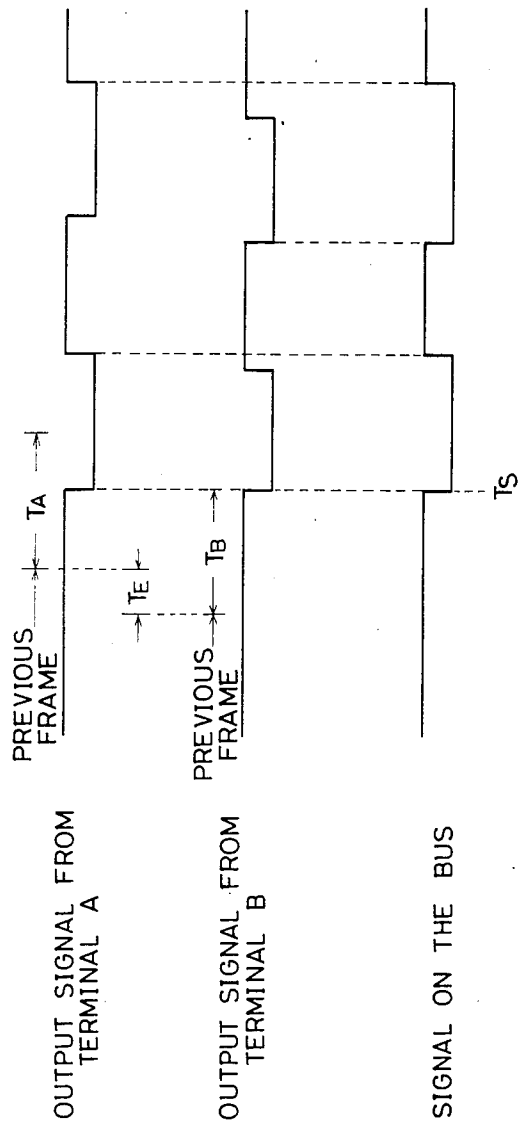 PREVIOUS
FRAME
TA
OUTPUT SIGNAL FROM
TERMINAL A
TE
PREVIOUS
FRAME
TB
OUTPUT SIGNAL FROM
TERMINAL B
SIGNAL ON THE BUS
TS